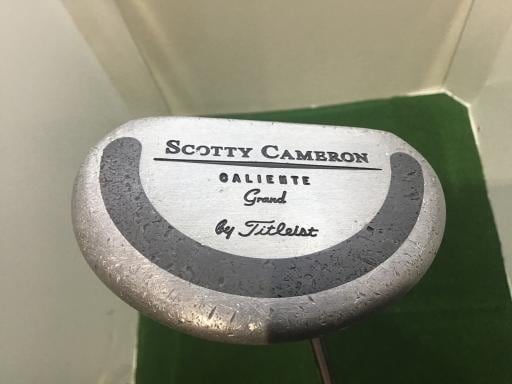 SCOTTY CAMERON
CALIENTE
Grand
by Titleist